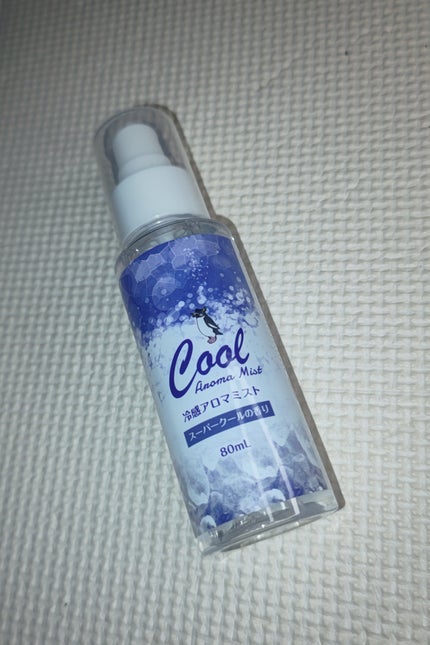 Cool
Aroma Mist
冷感アロマミスト
スーパークールの香り
80mL